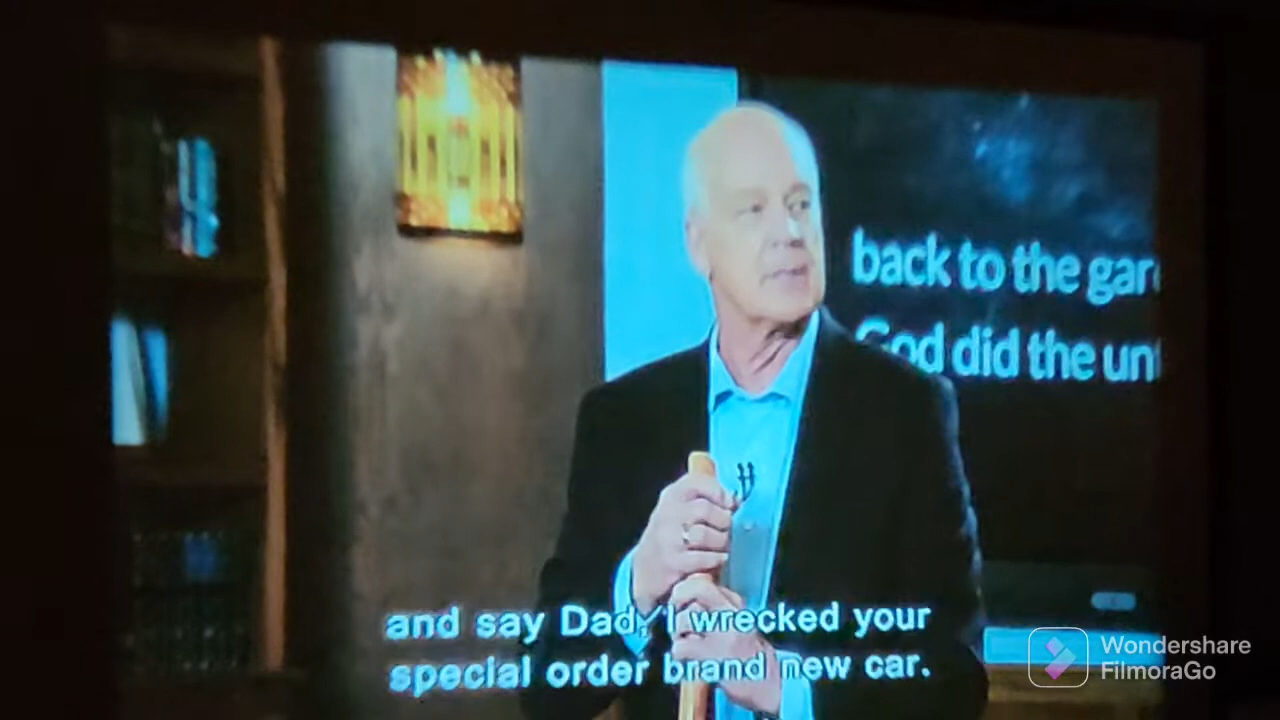 back to the gar
God did the un
and say Dad, I wrecked your
special order brand new car.
Wondershare
FilmoraGo